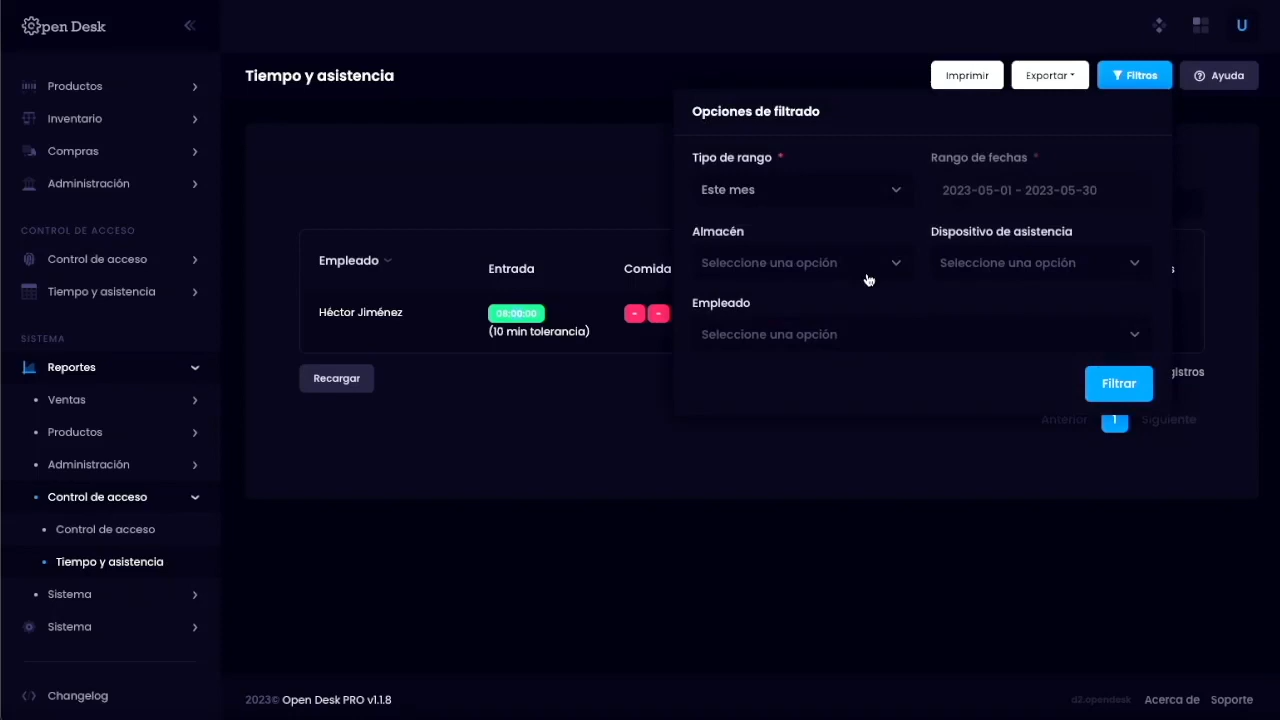 Open Desk
U
Productos
Inventario
Compras
Administración
CONTROL DE ACCESO
Control de acceso
Tiempo y asistencia
SISTEMA
Reportes
Ventas
Productos
Administración
Control de acceso
Control de acceso
Tiempo y asistencia
Sistema
Sistema
Changelog
Tiempo y asistencia
Imprimir
Exportar
Filtros
Ayuda
Opciones de filtrado
Tipo de rango *
Rango de fechas *
Este mes
2023-05-01 - 2023-05-30
Almacén
Dispositivo de asistencia
Seleccione una opción
Seleccione una opción
Empleado
Seleccione una opción
Filtrar
Empleado
Entrada
Comida
Héctor Jiménez
08:00:00
- -
(10 min tolerancia)
Recargar
Anterior
1
Siguiente
2023© Open Desk PRO v1.1.8
d2.opendesk
Acerca de
Soporte